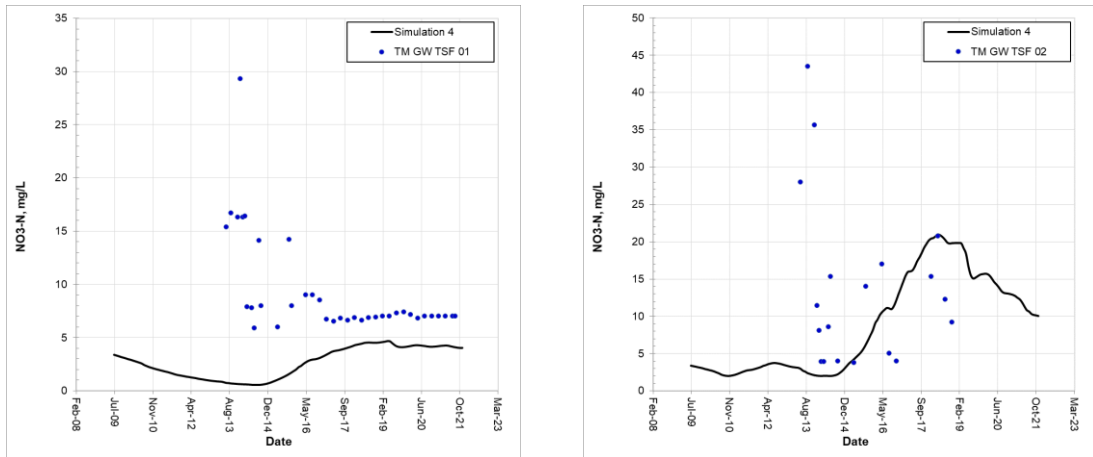 Simulation 4
TM GW TSF 01
35
30
25
20
15
10
5
0
NO3-N, mg/L
Feb-08
Jul-09
Nov-10
Apr-12
Aug-13
Dec-14
May-16
Sep-17
Feb-19
Jun-20
Oct-21
Mar-23
Date
Simulation 4
TM GW TSF 02
50
45
40
35
30
25
20
15
10
5
0
NO3-N, mg/L
Feb-08
Jul-09
Nov-10
Apr-12
Aug-13
Dec-14
May-16
Sep-17
Feb-19
Jun-20
Oct-21
Mar-23
Date